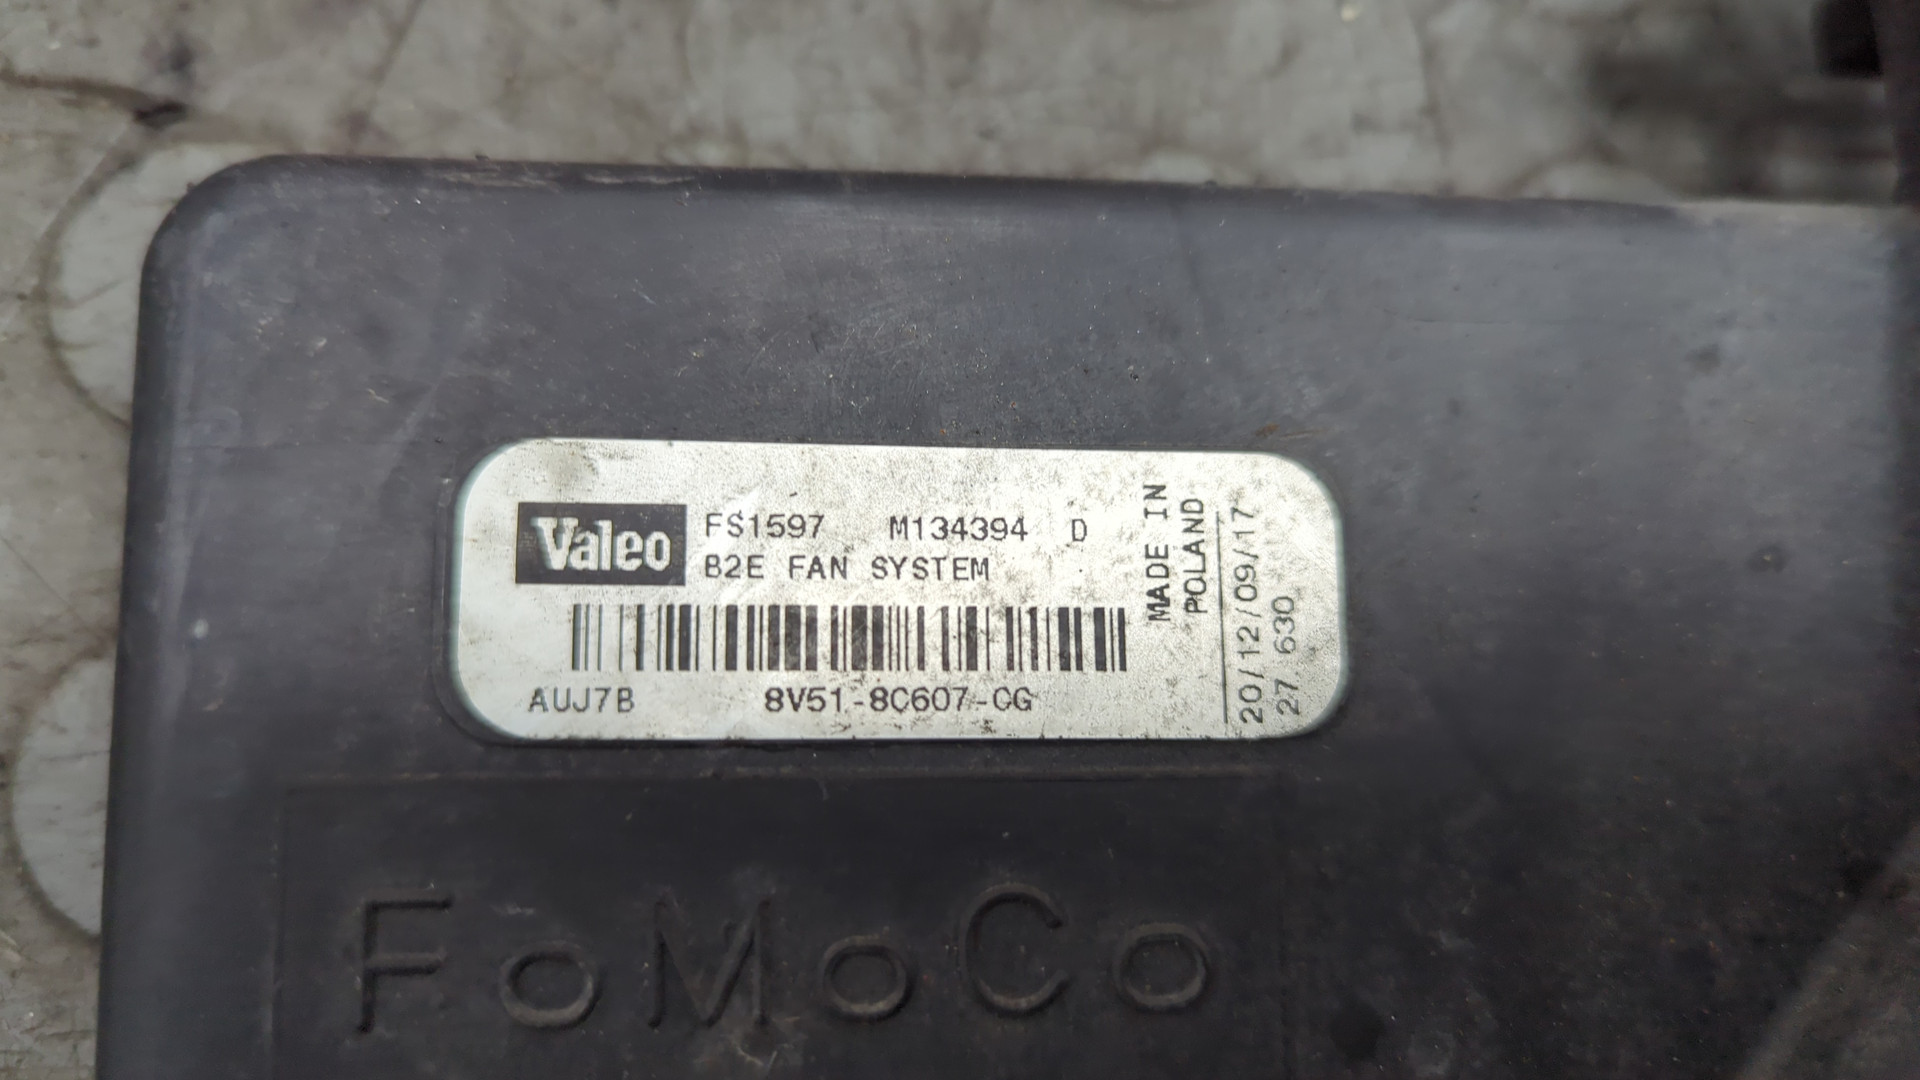 Valeo FS1597 M134394 D
B2E FAN SYSTEM
AUJ7B 8V51-8C607-CG
MADE IN
POLAND
20/12/09/17
27 630
FoMoCo